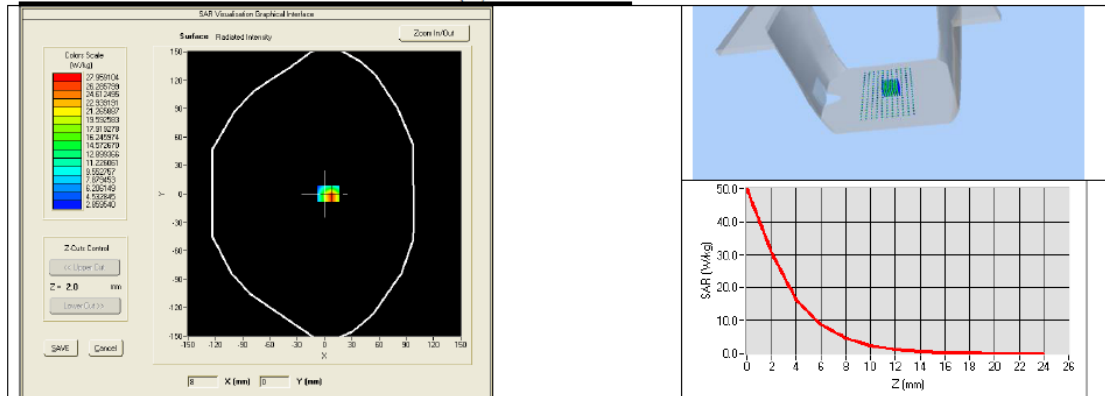 SAR Visualisation Graphical Interface
Surface Radiated Intensity
Zoom In/Out
Colors Scale
(W/kg)
27.959104
26.285799
24.612495
22.939191
21.265887
19.592583
17.919278
16.245974
14.572670
12.899366
11.226061
9.552757
7.879453
6.206149
4.532845
2.859540
150
120
90
60
30
0
-30
-60
-90
-120
-150
Y
-150 -120 -90 -60 -30 0 30 60 90 120 150
X
Z-Cuts Control
<< Upper Cut
Z = 2.0 mm
Lower Cut >>
SAVE Cancel
8 X (mm) 0 Y (mm)
50.0
40.0
30.0
20.0
10.0
0.0
SAR (W/kg)
0 2 4 6 8 10 12 14 16 18 20 22 24 26
Z (mm)